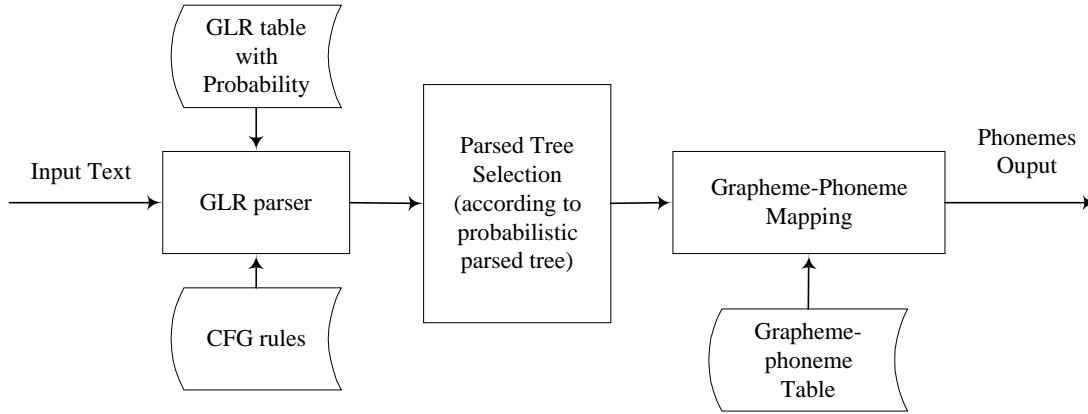 GLR table
with
Probability
Input Text
GLR parser
CFG rules
Parsed Tree
Selection
(according to
probabilistic
parsed tree)
Grapheme-Phoneme
Mapping
Grapheme-
phoneme
Table
Phonemes
Ouput